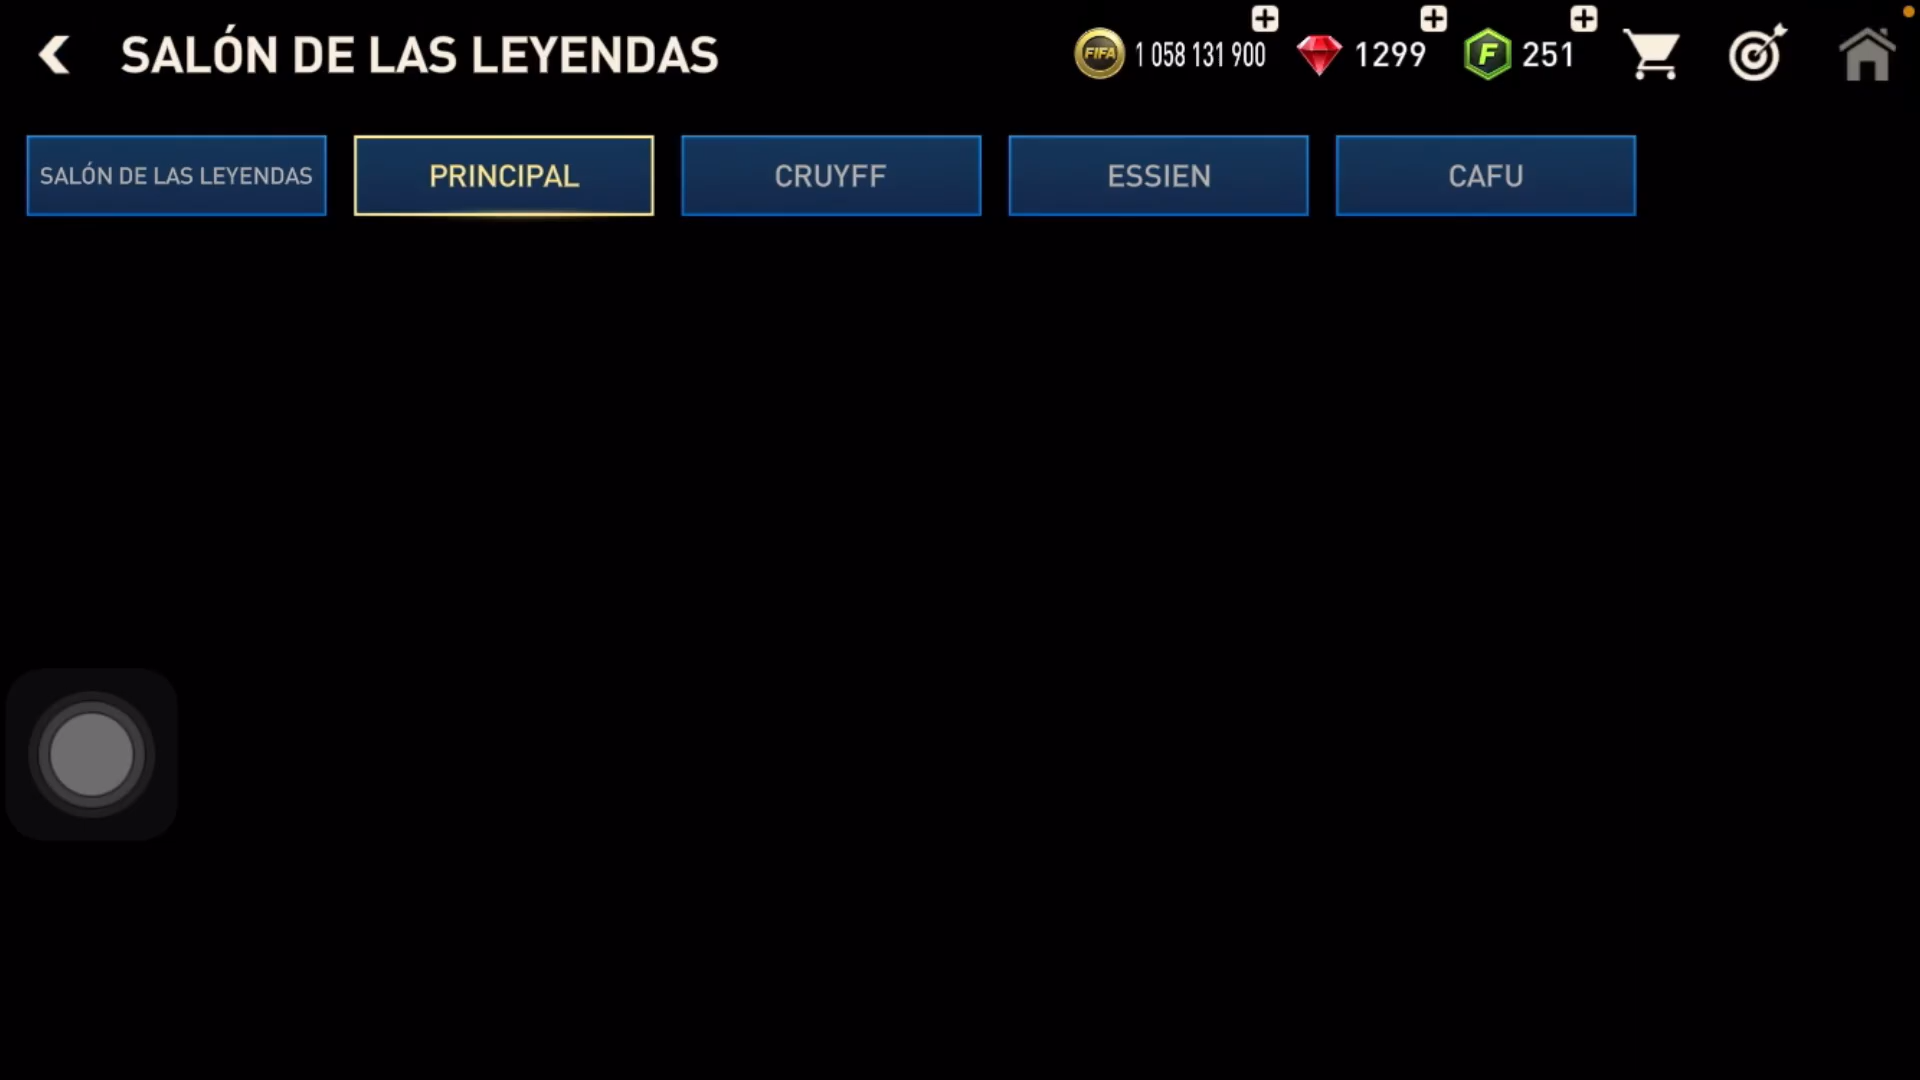 SALÓN DE LAS LEYENDAS
FIFA 1 058 131 900 1299 F 251
SALÓN DE LAS LEYENDAS PRINCIPAL CRUYFF ESSIEN CAFU